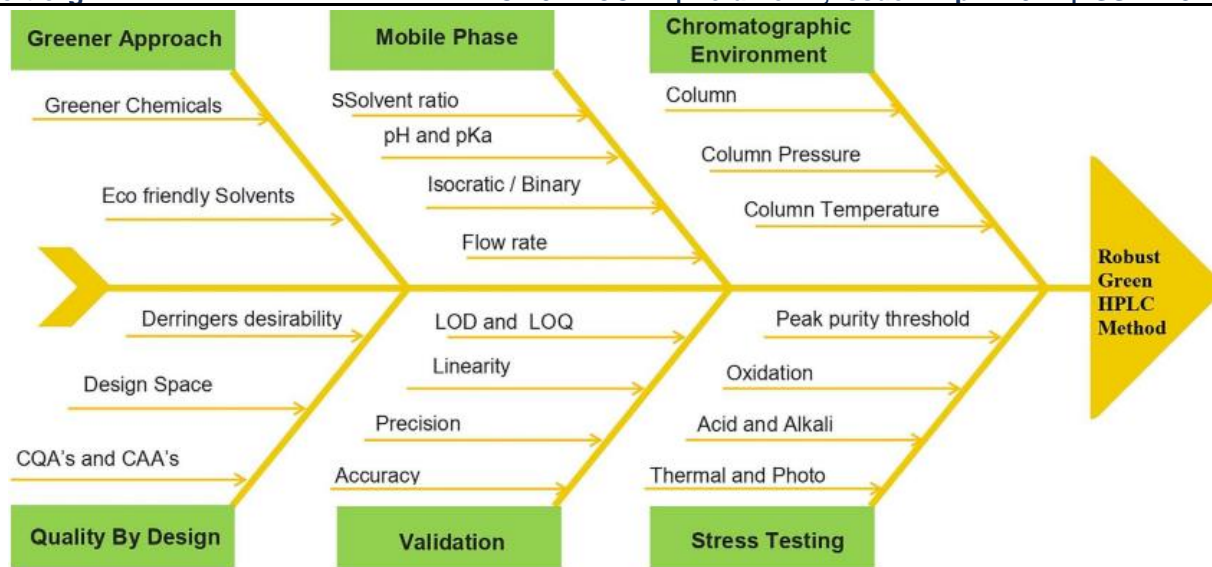 Greener Approach
Mobile Phase
Chromatographic
Environment
Greener Chemicals
Eco friendly Solvents
sSolvent ratio
pH and pKa
Isocratic / Binary
Flow rate
Column
Column Pressure
Column Temperature
Robust
Green
HPLC
Method
Derringers desirability
Design Space
CQA's and CAA's
LOD and LOQ
Linearity
Precision
Accuracy
Peak purity threshold
Oxidation
Acid and Alkali
Thermal and Photo
Quality By Design
Validation
Stress Testing